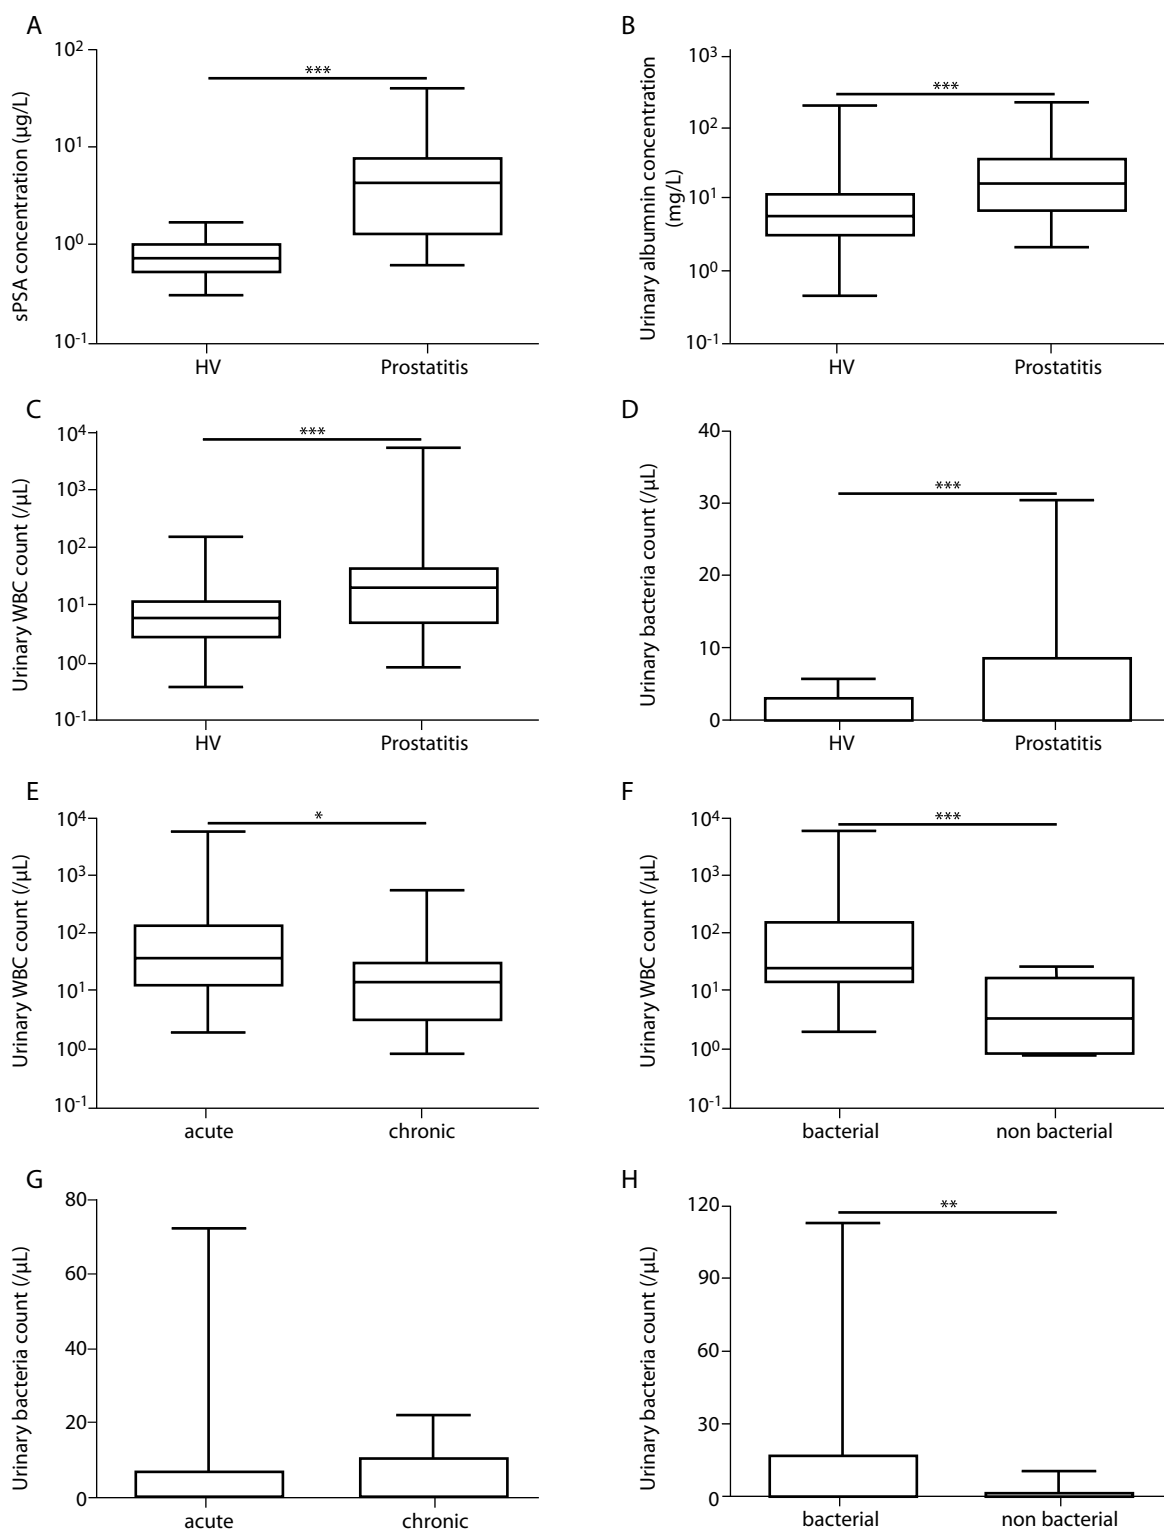 A
sPSA concentration (µg/L)
10²
10¹
10⁰
10⁻¹
***
HV
Prostatitis
B
Urinary albumnin concentration
(mg/L)
10³
10²
10¹
10⁰
10⁻¹
***
HV
Prostatitis
C
Urinary WBC count (/µL)
10⁴
10³
10²
10¹
10⁰
10⁻¹
***
HV
Prostatitis
D
Urinary bacteria count (/µL)
40
30
20
10
0
***
HV
Prostatitis
E
Urinary WBC count (/µL)
10⁴
10³
10²
10¹
10⁰
10⁻¹
*
acute
chronic
F
Urinary WBC count (/µL)
10⁴
10³
10²
10¹
10⁰
10⁻¹
***
bacterial
non bacterial
G
Urinary bacteria count (/µL)
80
60
40
20
0
acute
chronic
H
Urinary bacteria count (/µL)
120
90
60
30
0
**
bacterial
non bacterial